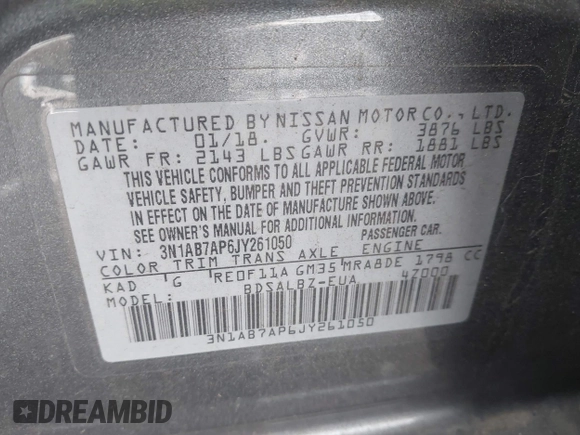 MANUFACTURED BY NISSAN MOTOR CO., LTD.
DATE: 01/18. GVWR: 3876 LBS
GAWR FR: 2143 LBS GAWR RR: 1881 LBS
THIS VEHICLE CONFORMS TO ALL APPLICABLE FEDERAL MOTOR
VEHICLE SAFETY, BUMPER AND THEFT PREVENTION STANDARDS
IN EFFECT ON THE DATE OF MANUFACTURE SHOWN ABOVE.
SEE OWNER'S MANUAL FOR ADDITIONAL INFORMATION.
VIN: 3N1AB7AP6JY261050 PASSENGER CAR.
COLOR TRIM TRANS AXLE ENGINE
KAD G RE0F11A GM35 MRA8DE 1798 CC
MODEL: BDSALBZ-EUA 47000
3N1AB7AP6JY261050
DREAMBID